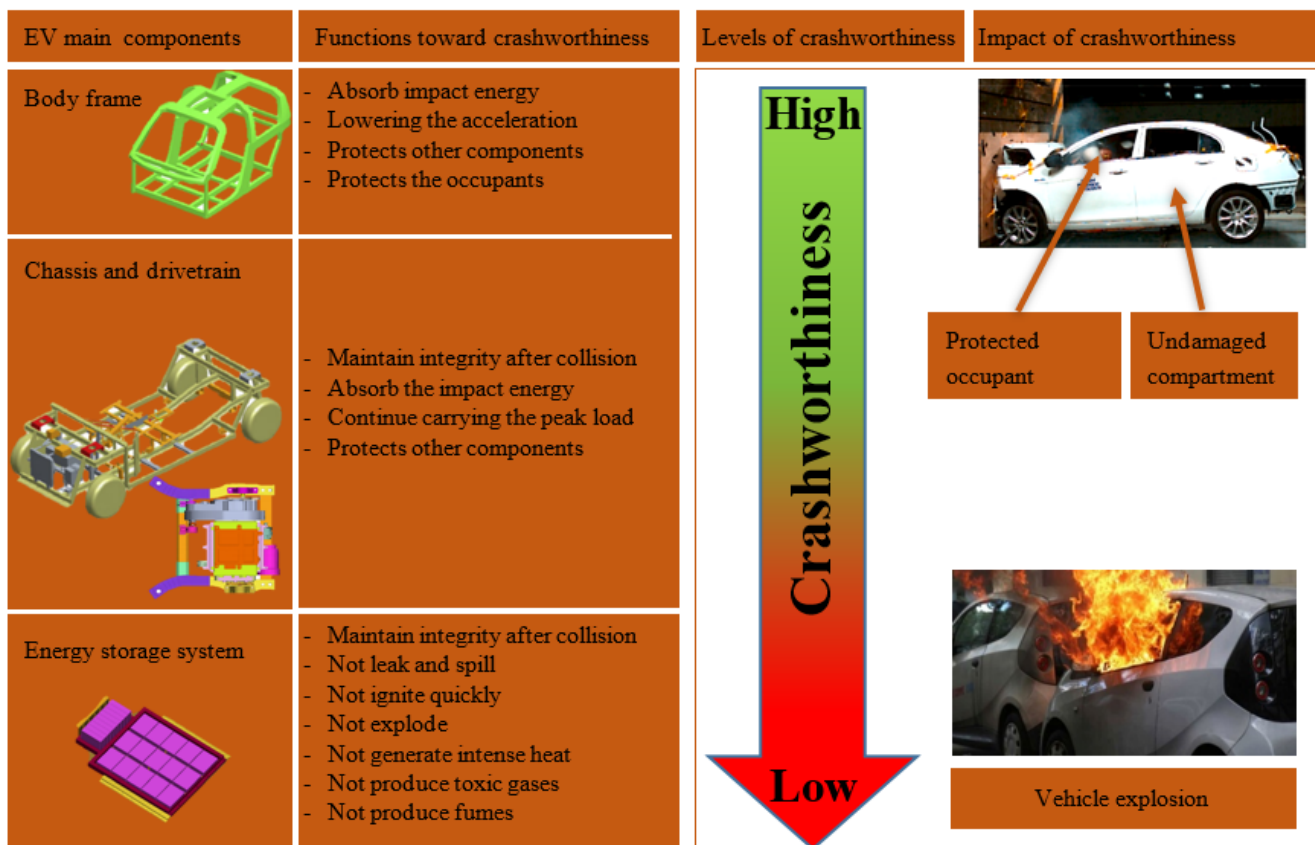 EV main components
Functions toward crashworthiness
Levels of crashworthiness
Impact of crashworthiness
Body frame
- Absorb impact energy
- Lowering the acceleration
- Protects other components
- Protects the occupants
Chassis and drivetrain
- Maintain integrity after collision
- Absorb the impact energy
- Continue carrying the peak load
- Protects other components
Energy storage system
- Maintain integrity after collision
- Not leak and spill
- Not ignite quickly
- Not explode
- Not generate intense heat
- Not produce toxic gases
- Not produce fumes
High
Crashworthiness
Low
Protected
occupant
Undamaged
compartment
Vehicle explosion